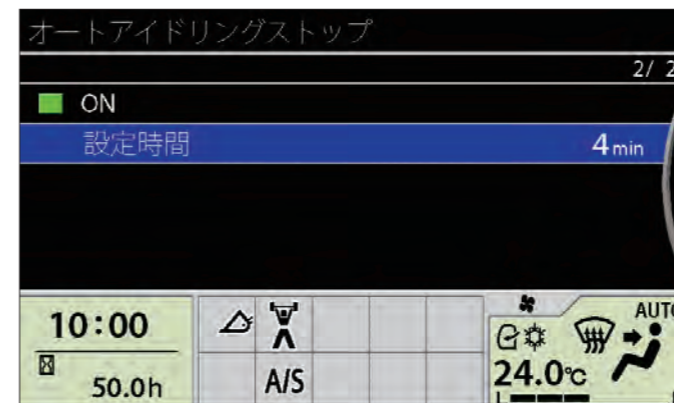 オートアイドリングストップ
2/ 2
ON
設定時間 4min
10:00
50.0h
A/S
AUTO
24.0℃
L